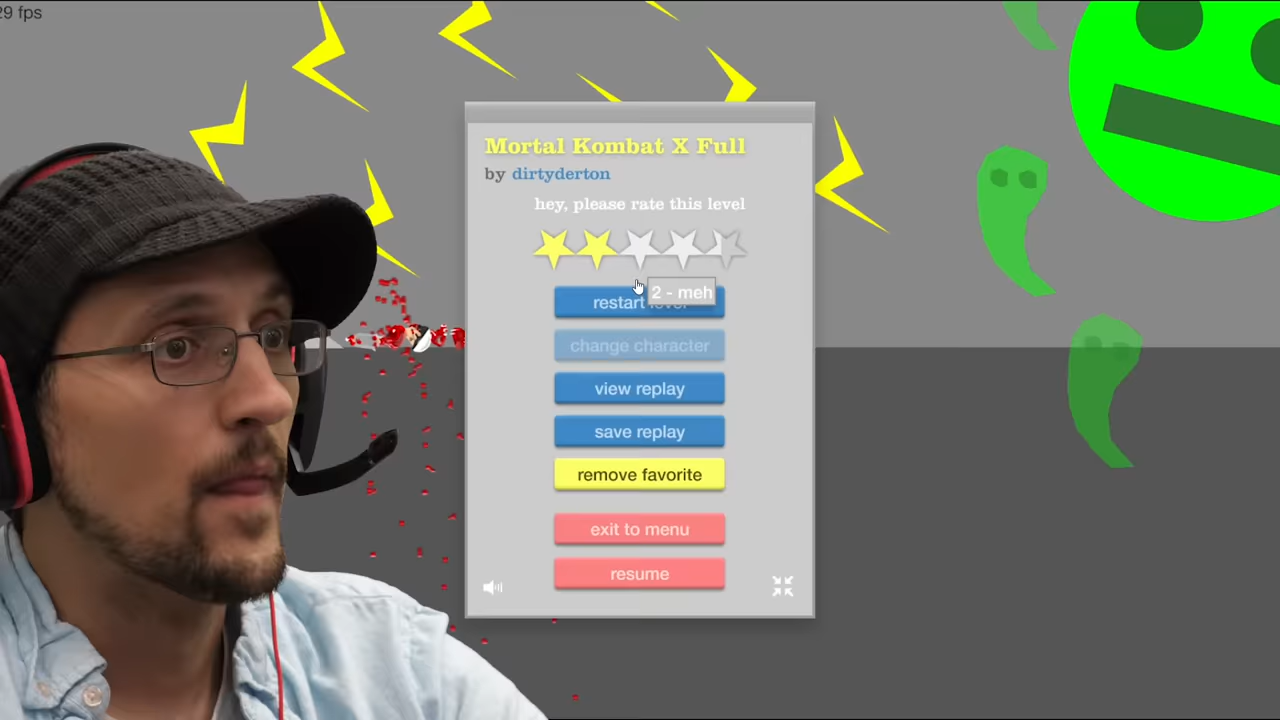 29 fps
Mortal Kombat X Full
by dirtyderton
hey, please rate this level
2 - meh
restart level
change character
view replay
save replay
remove favorite
exit to menu
resume